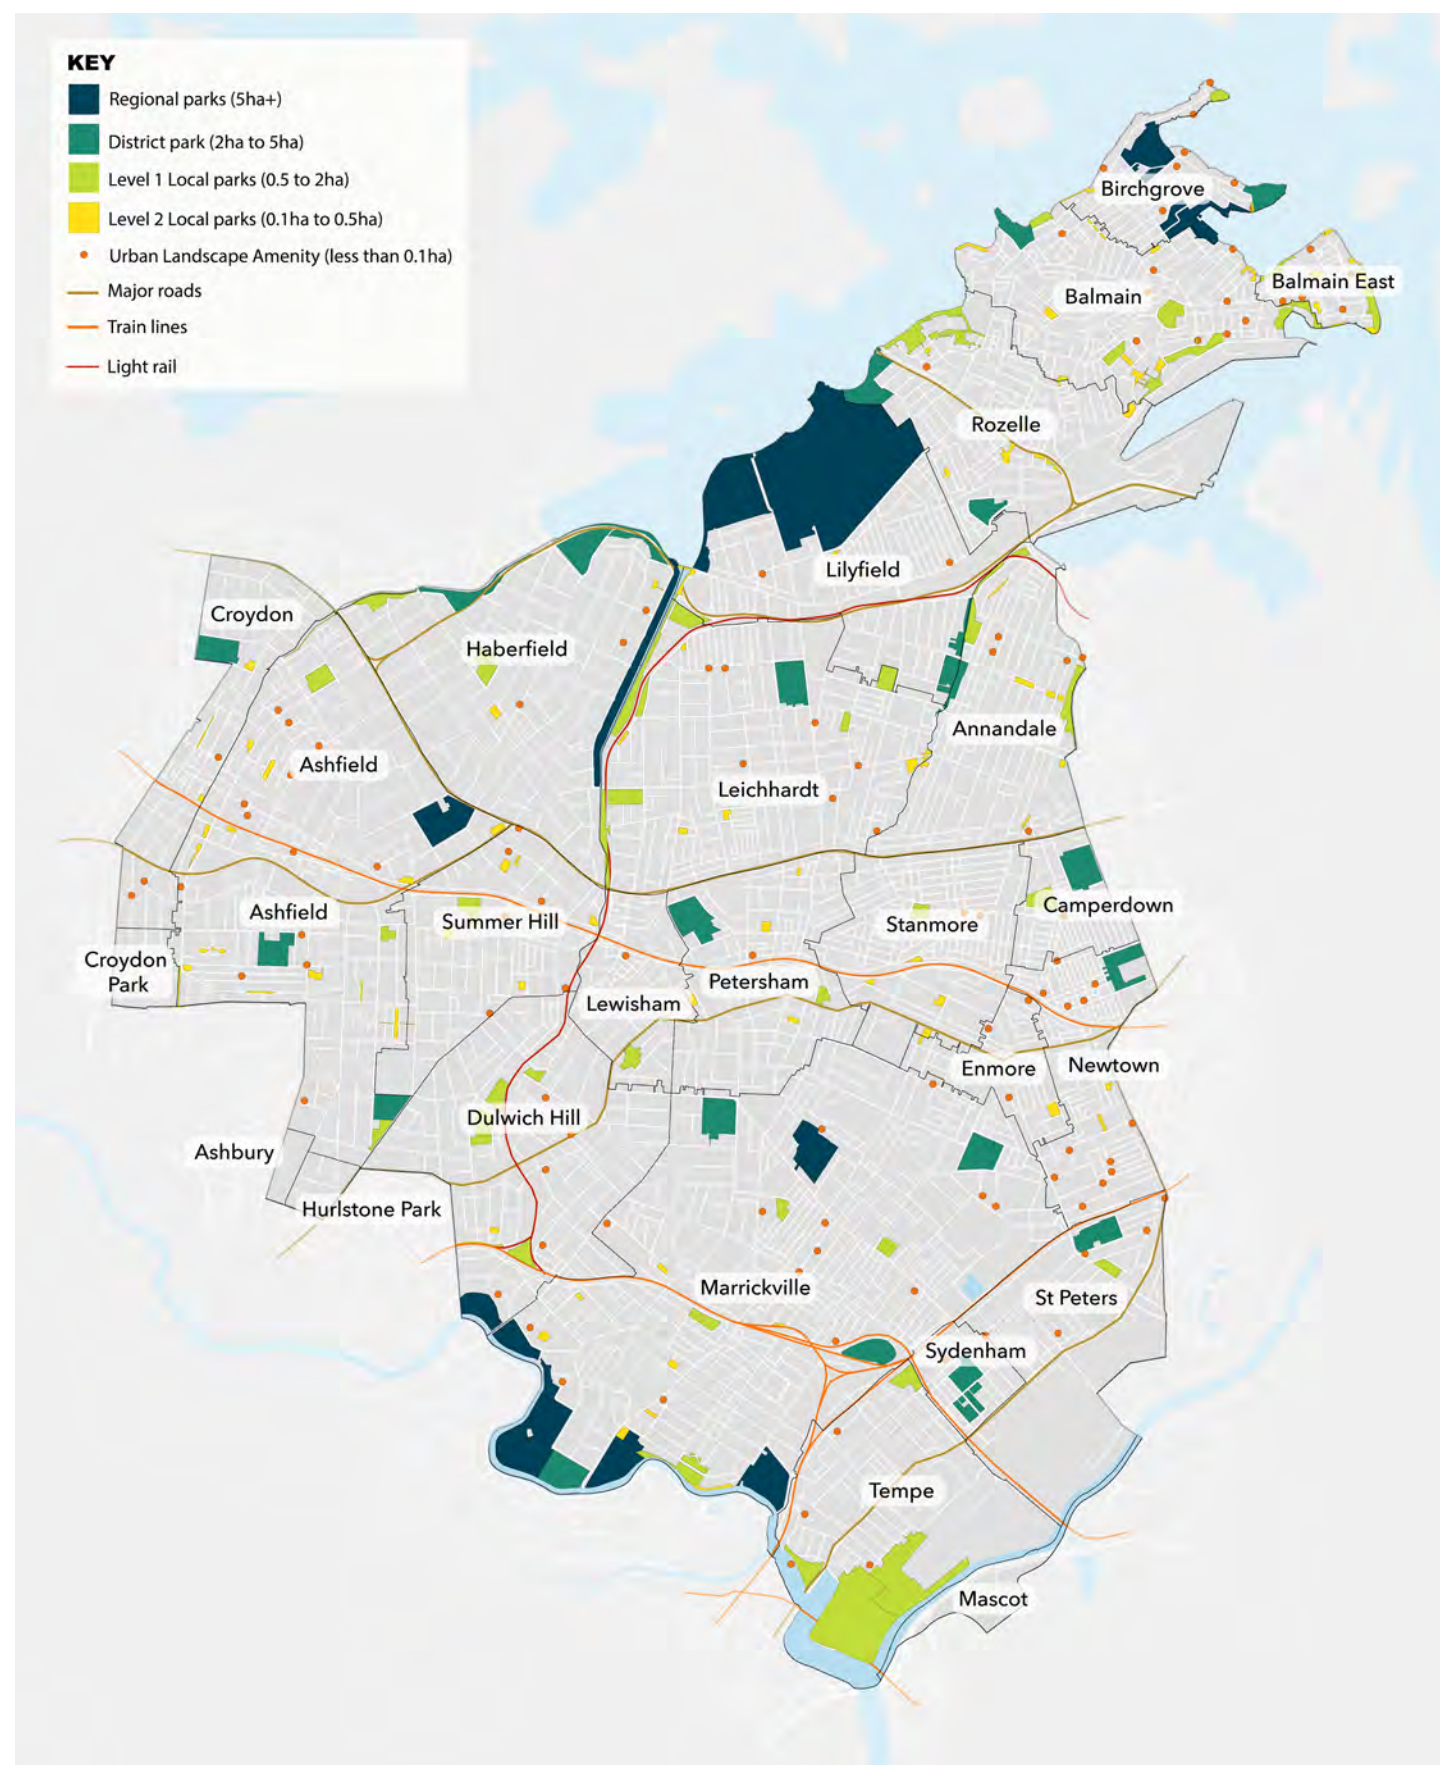 KEY
Regional parks (5ha+)
District park (2ha to 5ha)
Level 1 Local parks (0.5 to 2ha)
Level 2 Local parks (0.1ha to 0.5ha)
Urban Landscape Amenity (less than 0.1ha)
Major roads
Train lines
Light rail
Birchgrove
Balmain East
Balmain
Rozelle
Lilyfield
Croydon
Haberfield
Annandale
Ashfield
Leichhardt
Camperdown
Ashfield
Summer Hill
Stanmore
Croydon
Park
Petersham
Lewisham
Enmore
Newtown
Dulwich Hill
Ashbury
Hurlstone Park
Marrickville
St Peters
Sydenham
Tempe
Mascot